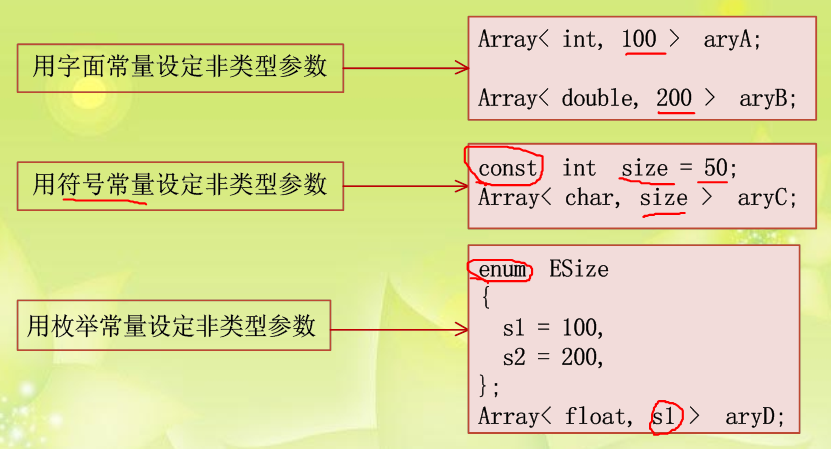 用字面常量设定非类型参数
Array< int, 100 > aryA;
Array< double, 200 > aryB;
用符号常量设定非类型参数
const int size = 50;
Array< char, size > aryC;
用枚举常量设定非类型参数
enum ESize
{
s1 = 100,
s2 = 200,
};
Array< float, s1 > aryD;